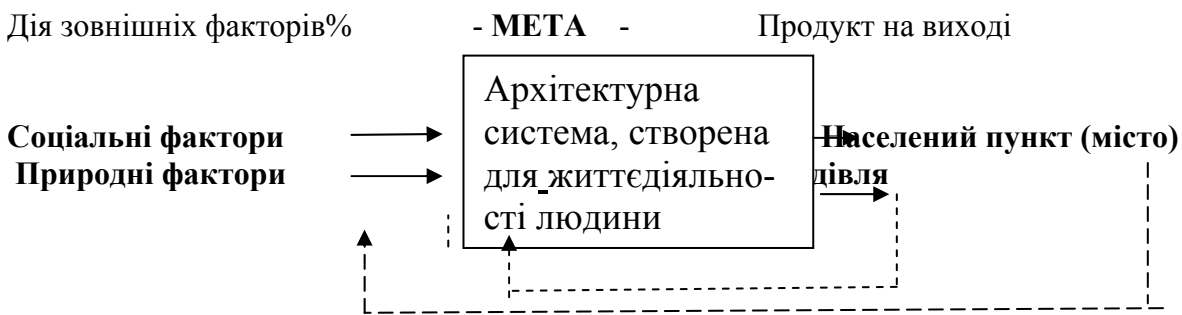 Дія зовнішніх факторів% - МЕТА - Продукт на виході
Архітектурна
система, створена
для життєдіяльно-
сті людини
Соціальні фактори
Природні фактори
Населений пункт (місто)
дівля